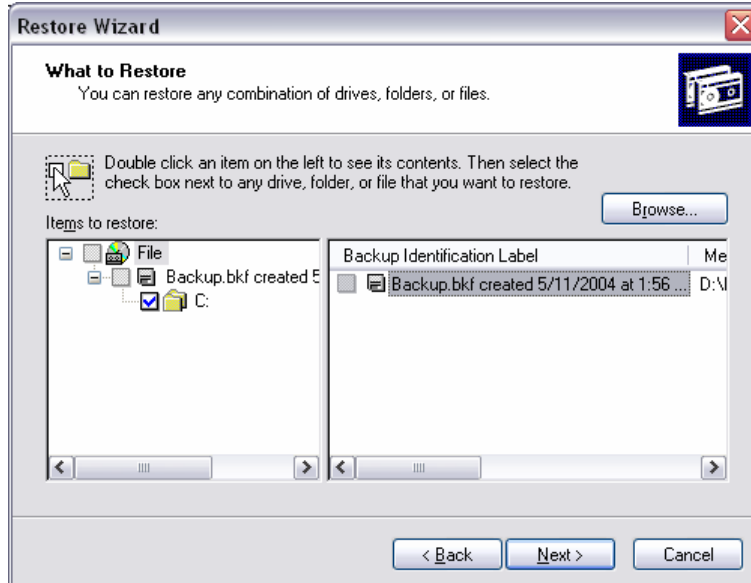 Restore Wizard
What to Restore
You can restore any combination of drives, folders, or files.
Double click an item on the left to see its contents. Then select the
check box next to any drive, folder, or file that you want to restore.
Browse...
Items to restore:
File
Backup.bkf created 5
C:
Backup Identification Label
Me
Backup.bkf created 5/11/2004 at 1:56 ...
D:\
< Back
Next >
Cancel